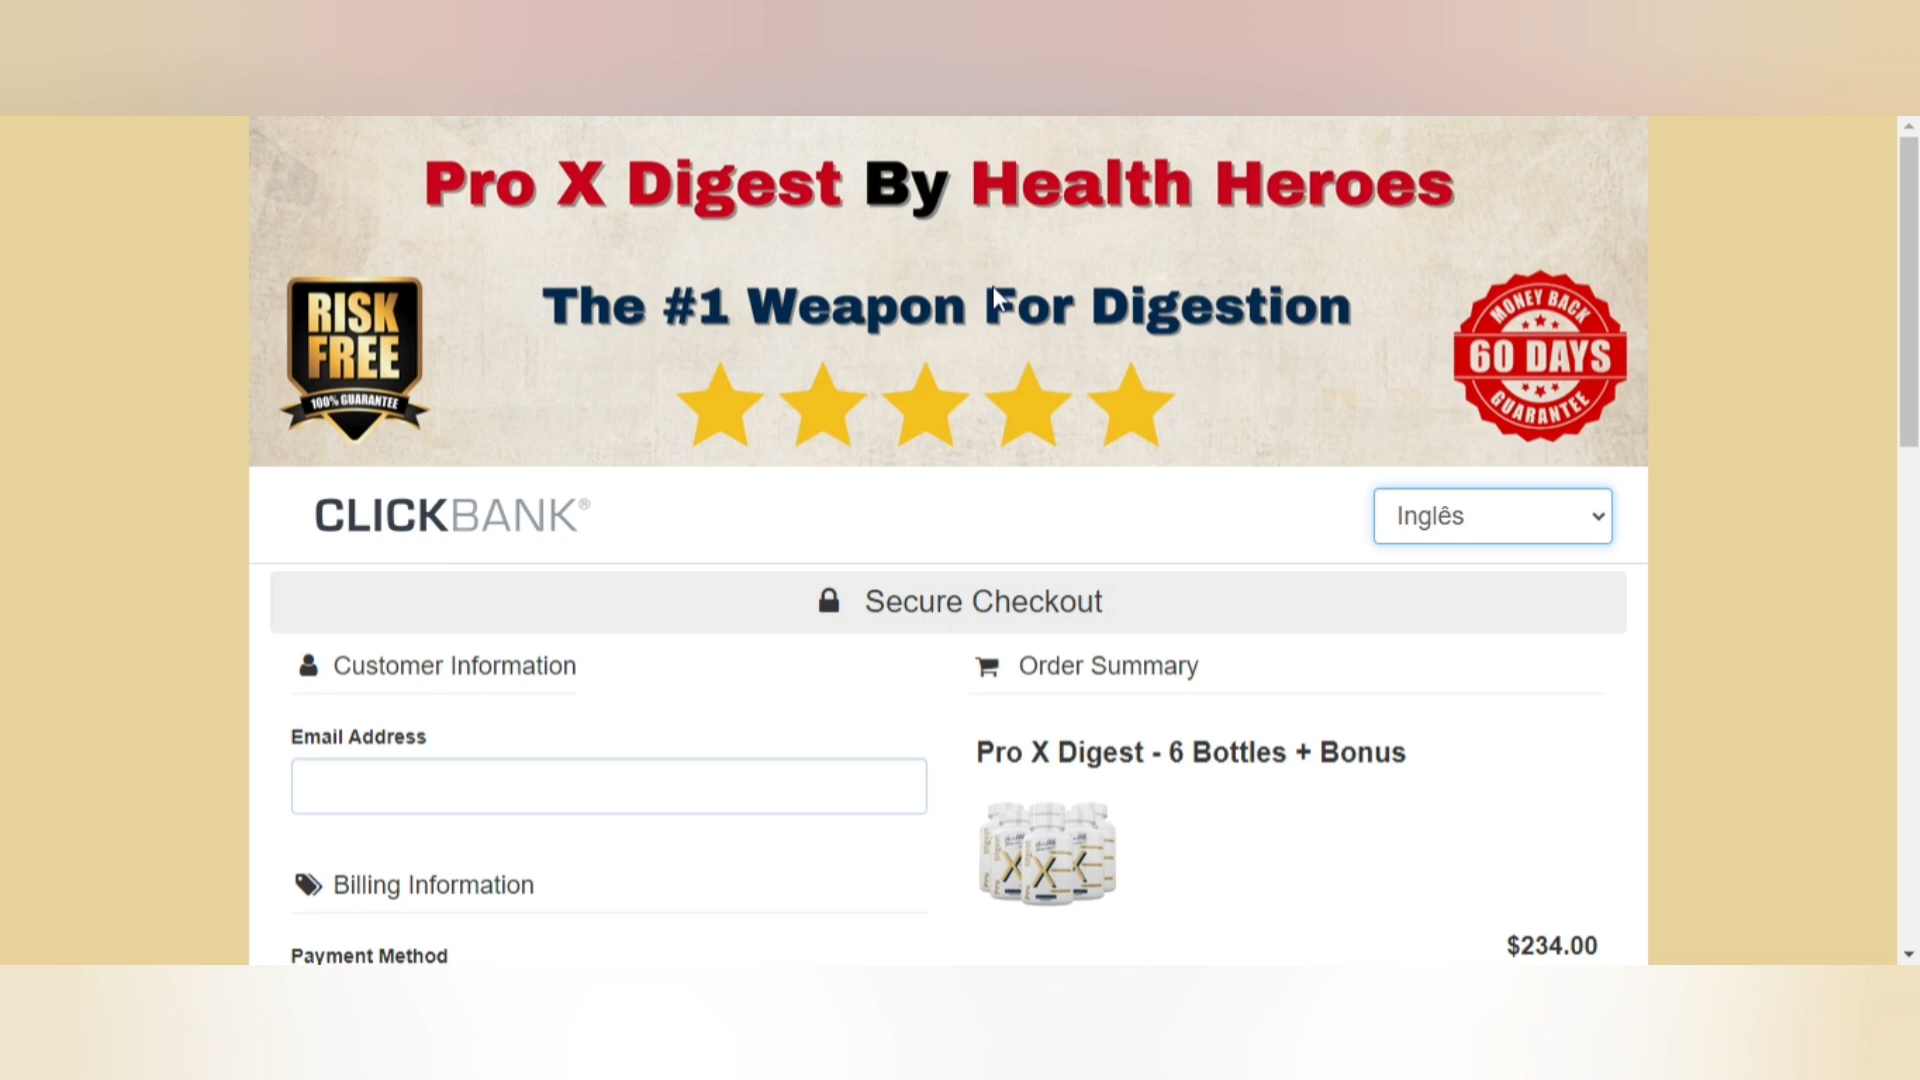 Pro X Digest By Health Heroes
RISK
FREE
100% GUARANTEE
The #1 Weapon For Digestion
MONEY BACK
60 DAYS
GUARANTEE
CLICKBANK®
Inglês
Secure Checkout
Customer Information
Order Summary
Email Address
Pro X Digest - 6 Bottles + Bonus
Billing Information
$234.00
Payment Method